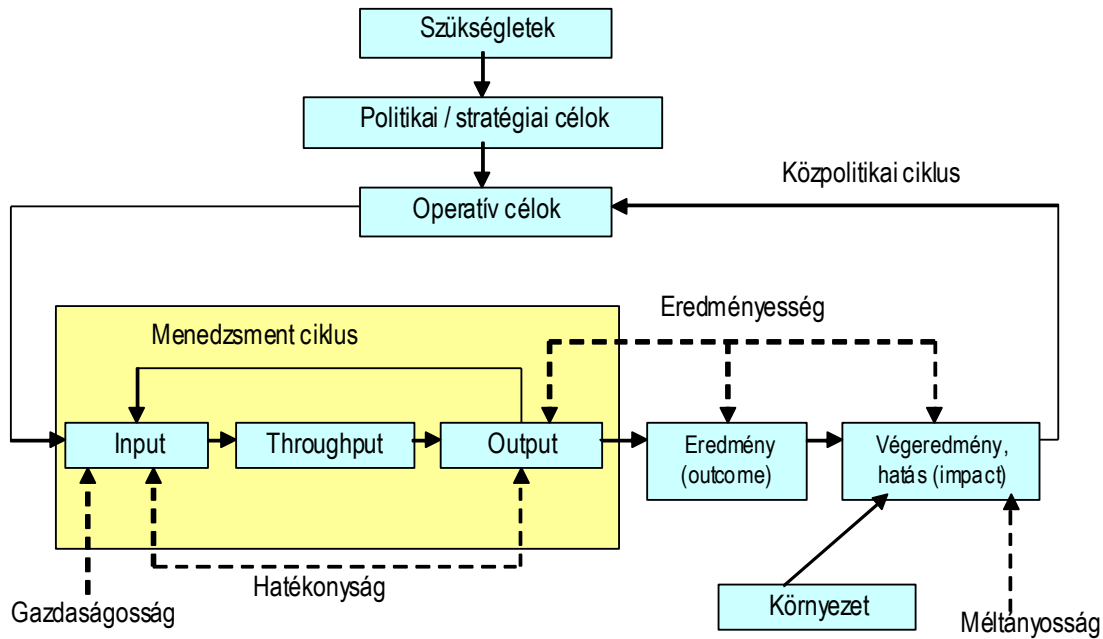 Szükségletek
Politikai / stratégiai célok
Közpolitikai ciklus
Operatív célok
Eredményesség
Menedzsment ciklus
Input
Throughput
Output
Eredmény
(outcome)
Végeredmény,
hatás (impact)
Hatékonyság
Gazdaságosság
Környezet
Méltányosság